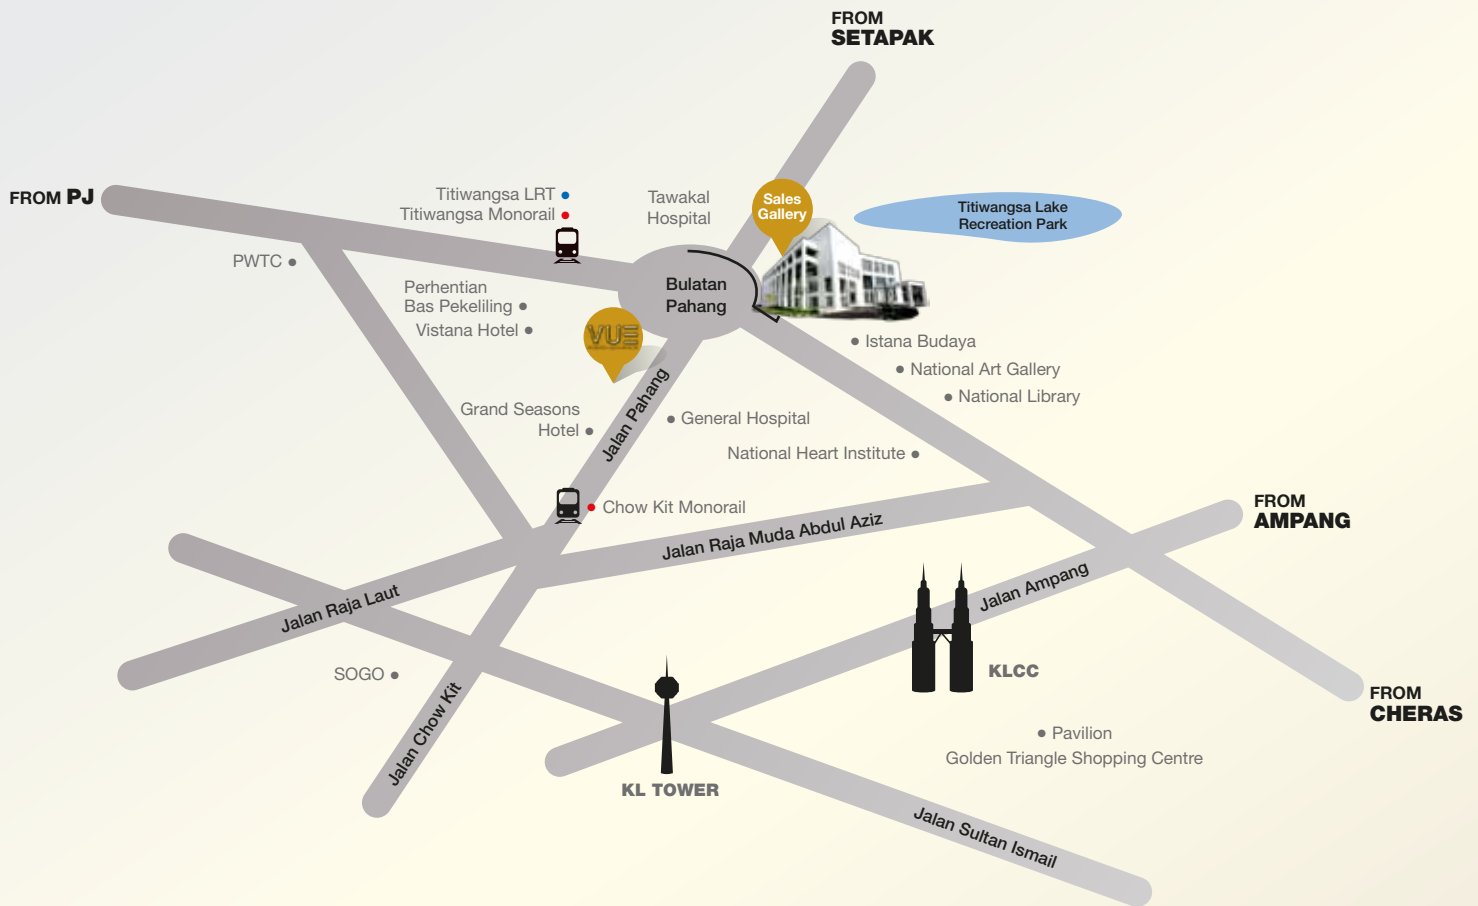 FROM
SETAPAK
FROM PJ
Titiwangsa LRT
Titiwangsa Monorail
Tawakal
Hospital
Sales
Gallery
Titiwangsa Lake
Recreation Park
PWTC
Perhentian
Bas Pekeliling
Vistana Hotel
Bulatan
Pahang
VUE
Istana Budaya
National Art Gallery
National Library
Grand Seasons
Hotel
Jalan Pahang
General Hospital
National Heart Institute
Chow Kit Monorail
Jalan Raja Muda Abdul Aziz
FROM
AMPANG
Jalan Raja Laut
Jalan Ampang
SOGO
KLCC
Jalan Chow Kit
FROM
CHERAS
Pavilion
Golden Triangle Shopping Centre
KL TOWER
Jalan Sultan Ismail